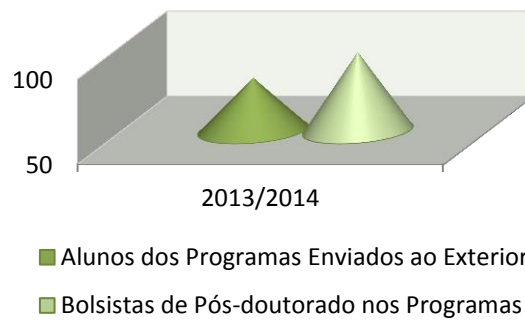 100
50
2013/2014
Alunos dos Programas Enviados ao Exterior
Bolsistas de Pós-doutorado nos Programas